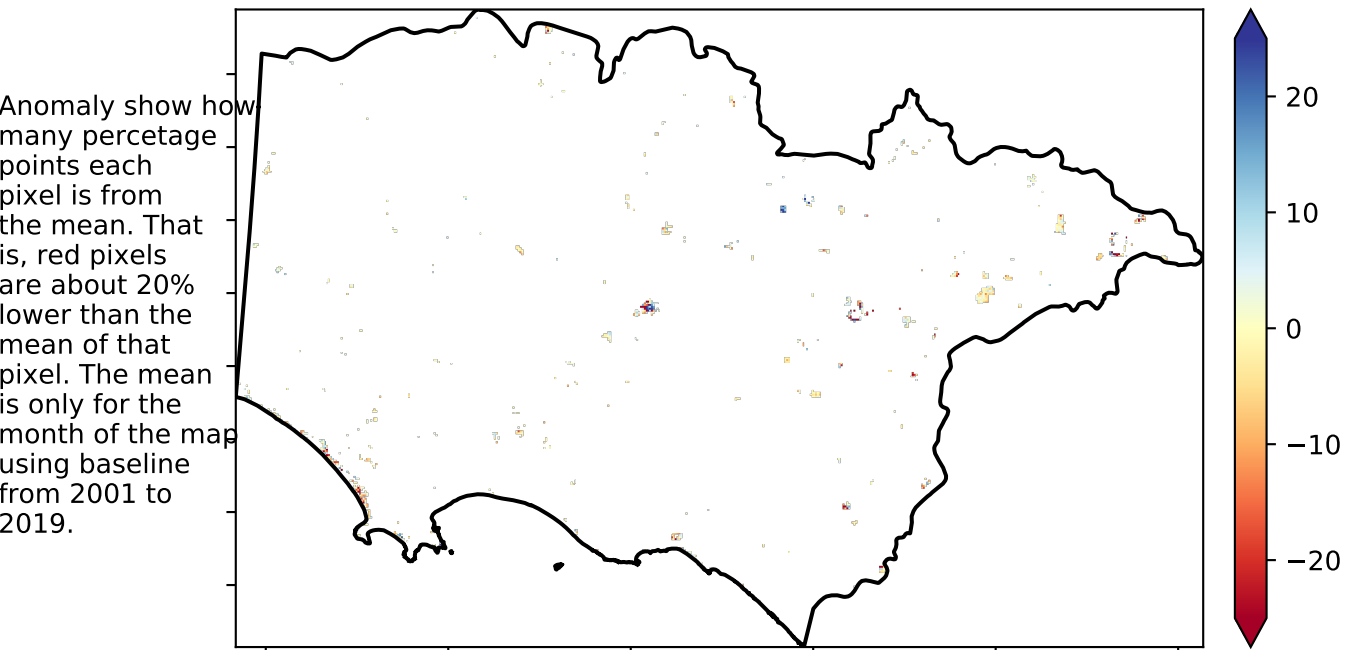 Anomaly show how
many percetage
points each
pixel is from
the mean. That
is, red pixels
are about 20%
lower than the
mean of that
pixel. The mean
is only for the
month of the map
using baseline
from 2001 to
2019.
20
10
0
−10
−20